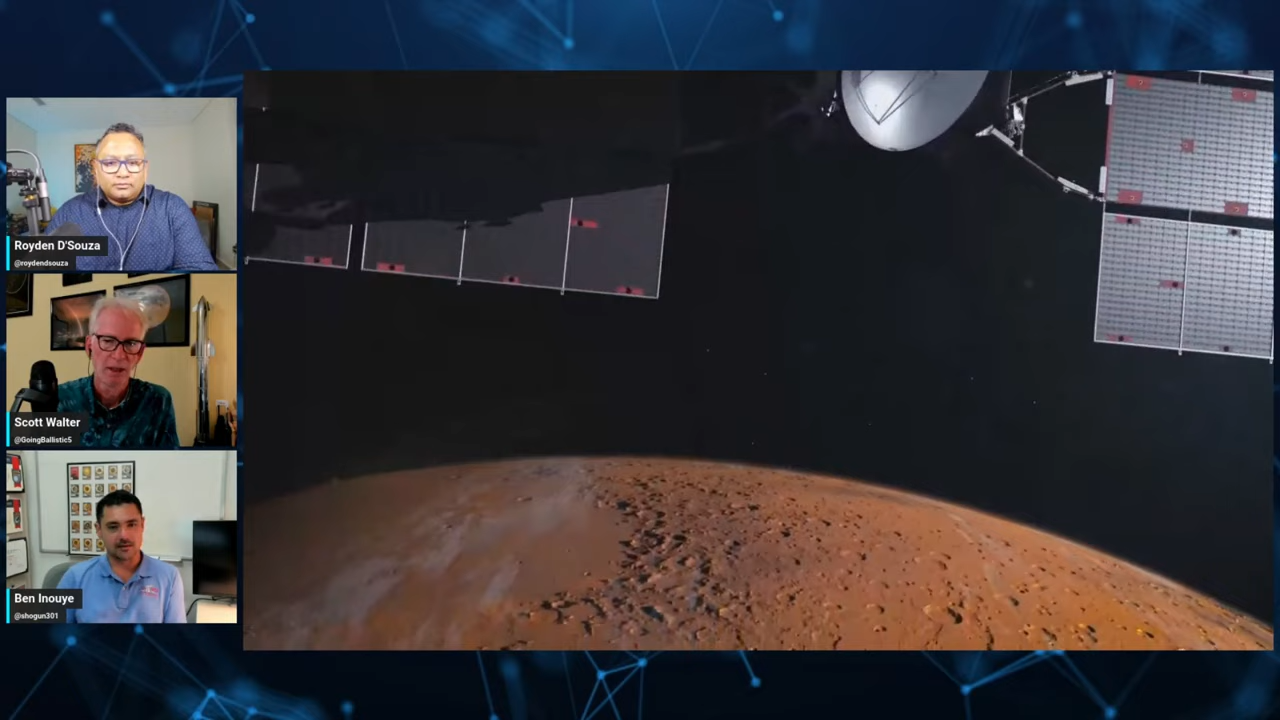 Royden D'Souza
@roydendsouza
Scott Walter
@GoingBallistic5
Ben Inouye
@shogun301